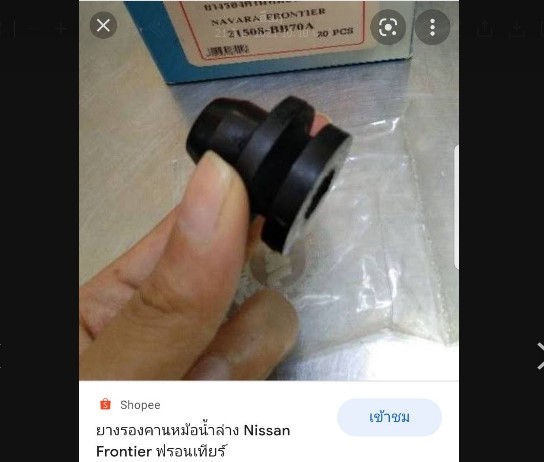 NAVARA FRONTIER
21508-BB70A 20 PCS
Shopee
ยางรองคานหม้อน้ำล่าง Nissan
Frontier ฟรอนเทียร์
เข้าชม